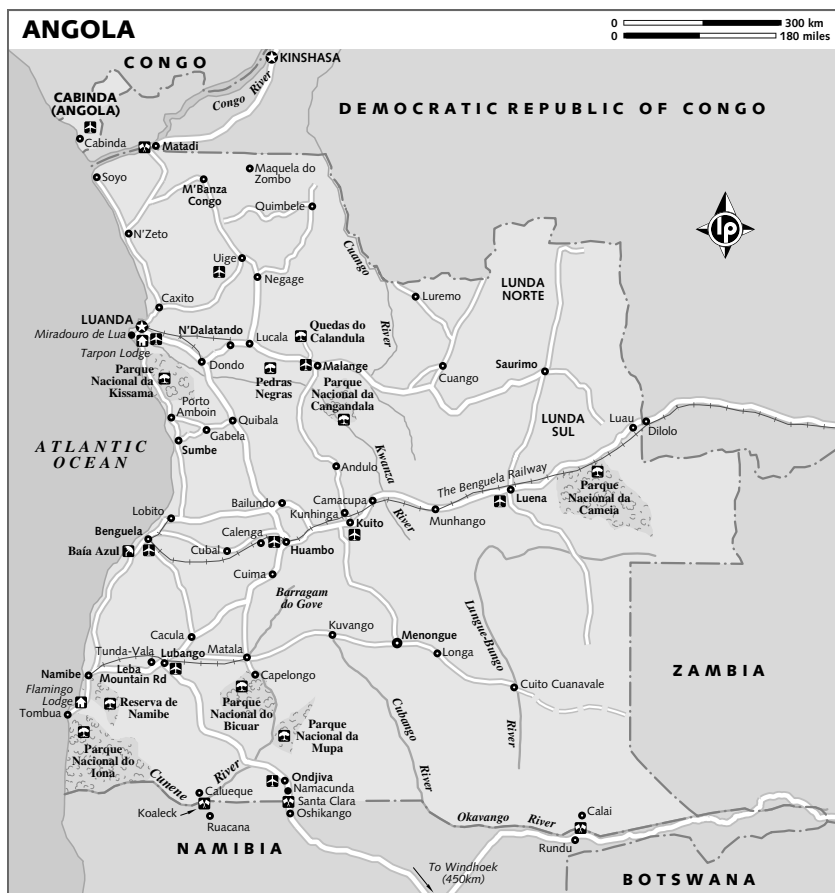 ANGOLA
0 300 km
0 180 miles
CONGO
KINSHASA
Congo River
CABINDA
(ANGOLA)
DEMOCRATIC REPUBLIC OF CONGO
Cabinda
Matadi
Maquela do
Zombo
Soyo
M'Banza
Congo
Quimbele
lp
N'Zeto
Cuango
River
Uige
Negage
LUNDA
NORTE
Luremo
Caxito
LUANDA
Miradouro de Lua
N'Dalatando
Lucala
Quedas do
Calandula
Tarpon Lodge
Dondo
Malange
Cuango
Saurimo
Parque
Nacional da
Kissama
Pedras
Negras
Parque
Nacional da
Cangandala
Porto
Amboin
Quibala
Gabela
LUNDA
SUL
Luau
Dilolo
ATLANTIC
OCEAN
Sumbe
Kwanza
River
Andulo
The Benguela Railway
Parque
Nacional da
Cameia
Luena
Lobito
Bailundo
Camacupa
Kunhinga
Munhango
Benguela
Calenga
Kuito
Baía Azul
Cubal
Huambo
Cuima
Barragam
do Gove
Lungue-Bungo
River
Cacula
Kuvango
Menongue
Tunda-Vala
Lubango
Matala
Longa
Leba
Mountain Rd
Namibe
Capelongo
Cuito Cuanavale
ZAMBIA
Flamingo
Lodge
Reserva de
Namibe
Parque
Nacional do
Bicuar
Cubango
River
Tombua
Parque
Nacional da
Mupa
Parque
Nacional do
Iona
Cunene River
Ondjiva
Calueque
Namacunda
Koaleck
Santa Clara
Oshikango
Ruacana
Okavango River
Calai
Rundu
NAMIBIA
To Windhoek
(450km)
BOTSWANA